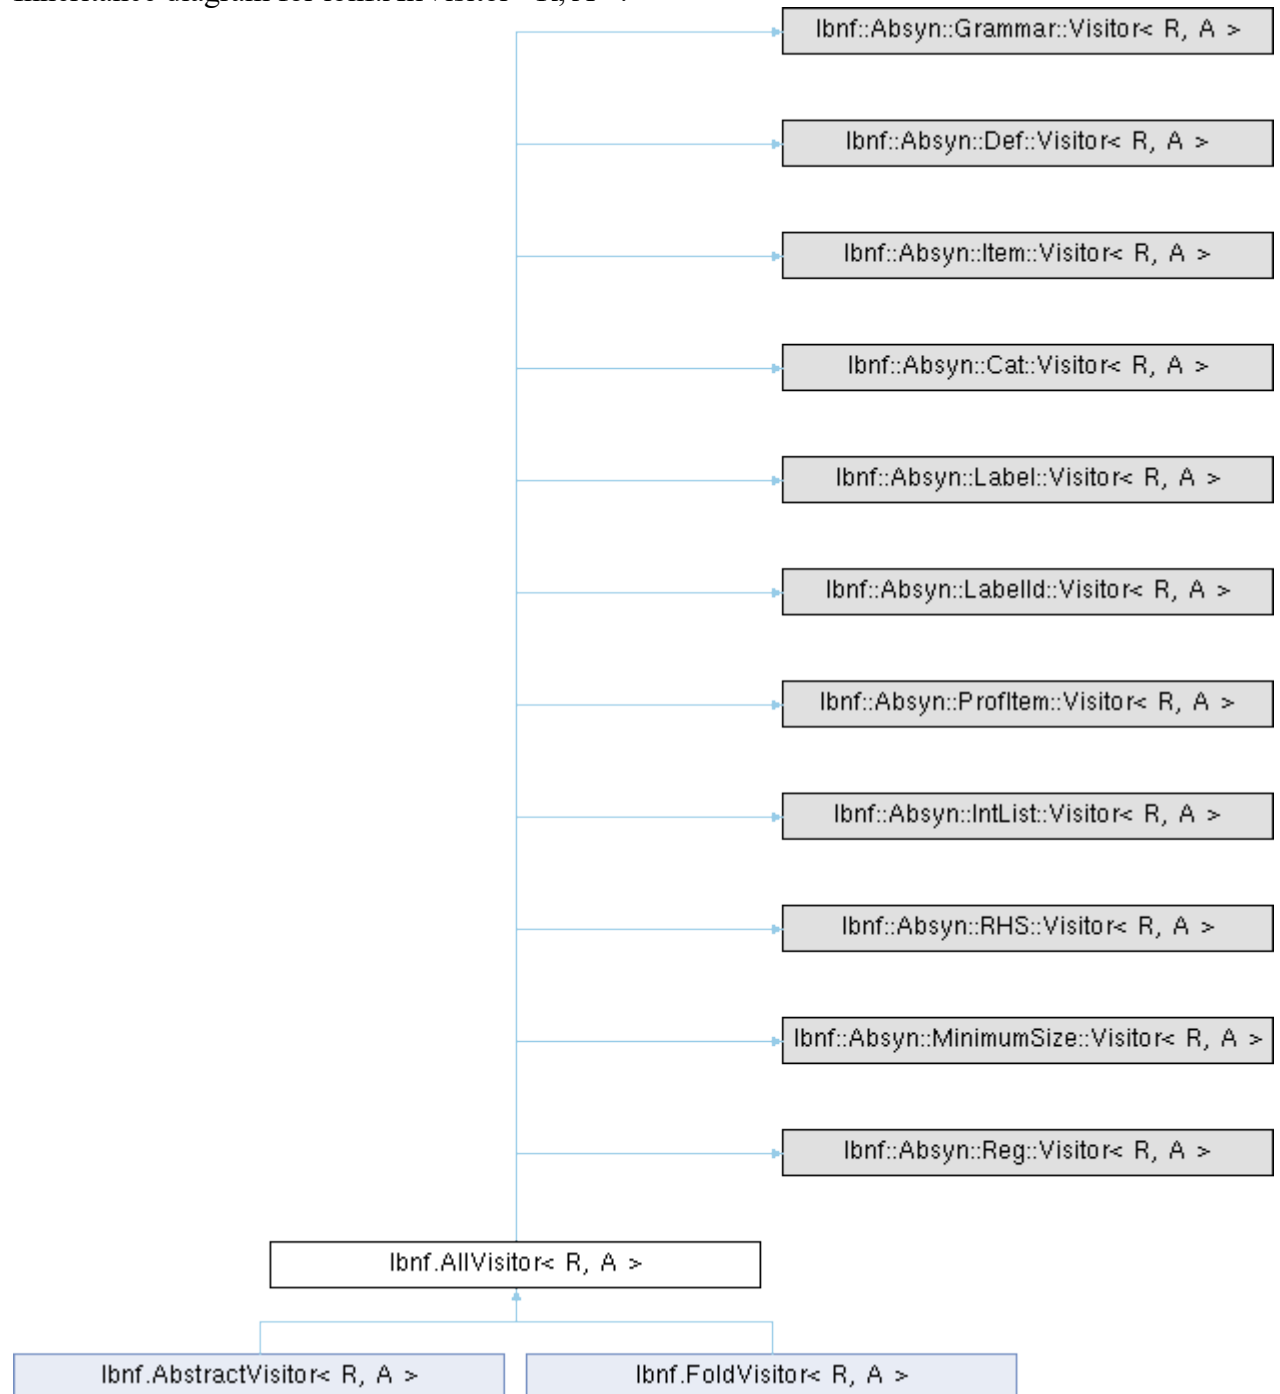 lbnf::Absyn::Grammar::Visitor< R, A >
lbnf::Absyn::Def::Visitor< R, A >
lbnf::Absyn::Item::Visitor< R, A >
lbnf::Absyn::Cat::Visitor< R, A >
lbnf::Absyn::Label::Visitor< R, A >
lbnf::Absyn::LabelId::Visitor< R, A >
lbnf::Absyn::ProfItem::Visitor< R, A >
lbnf::Absyn::IntList::Visitor< R, A >
lbnf::Absyn::RHS::Visitor< R, A >
lbnf::Absyn::MinimumSize::Visitor< R, A >
lbnf::Absyn::Reg::Visitor< R, A >
lbnf.AllVisitor< R, A >
lbnf.AbstractVisitor< R, A >
lbnf.FoldVisitor< R, A >